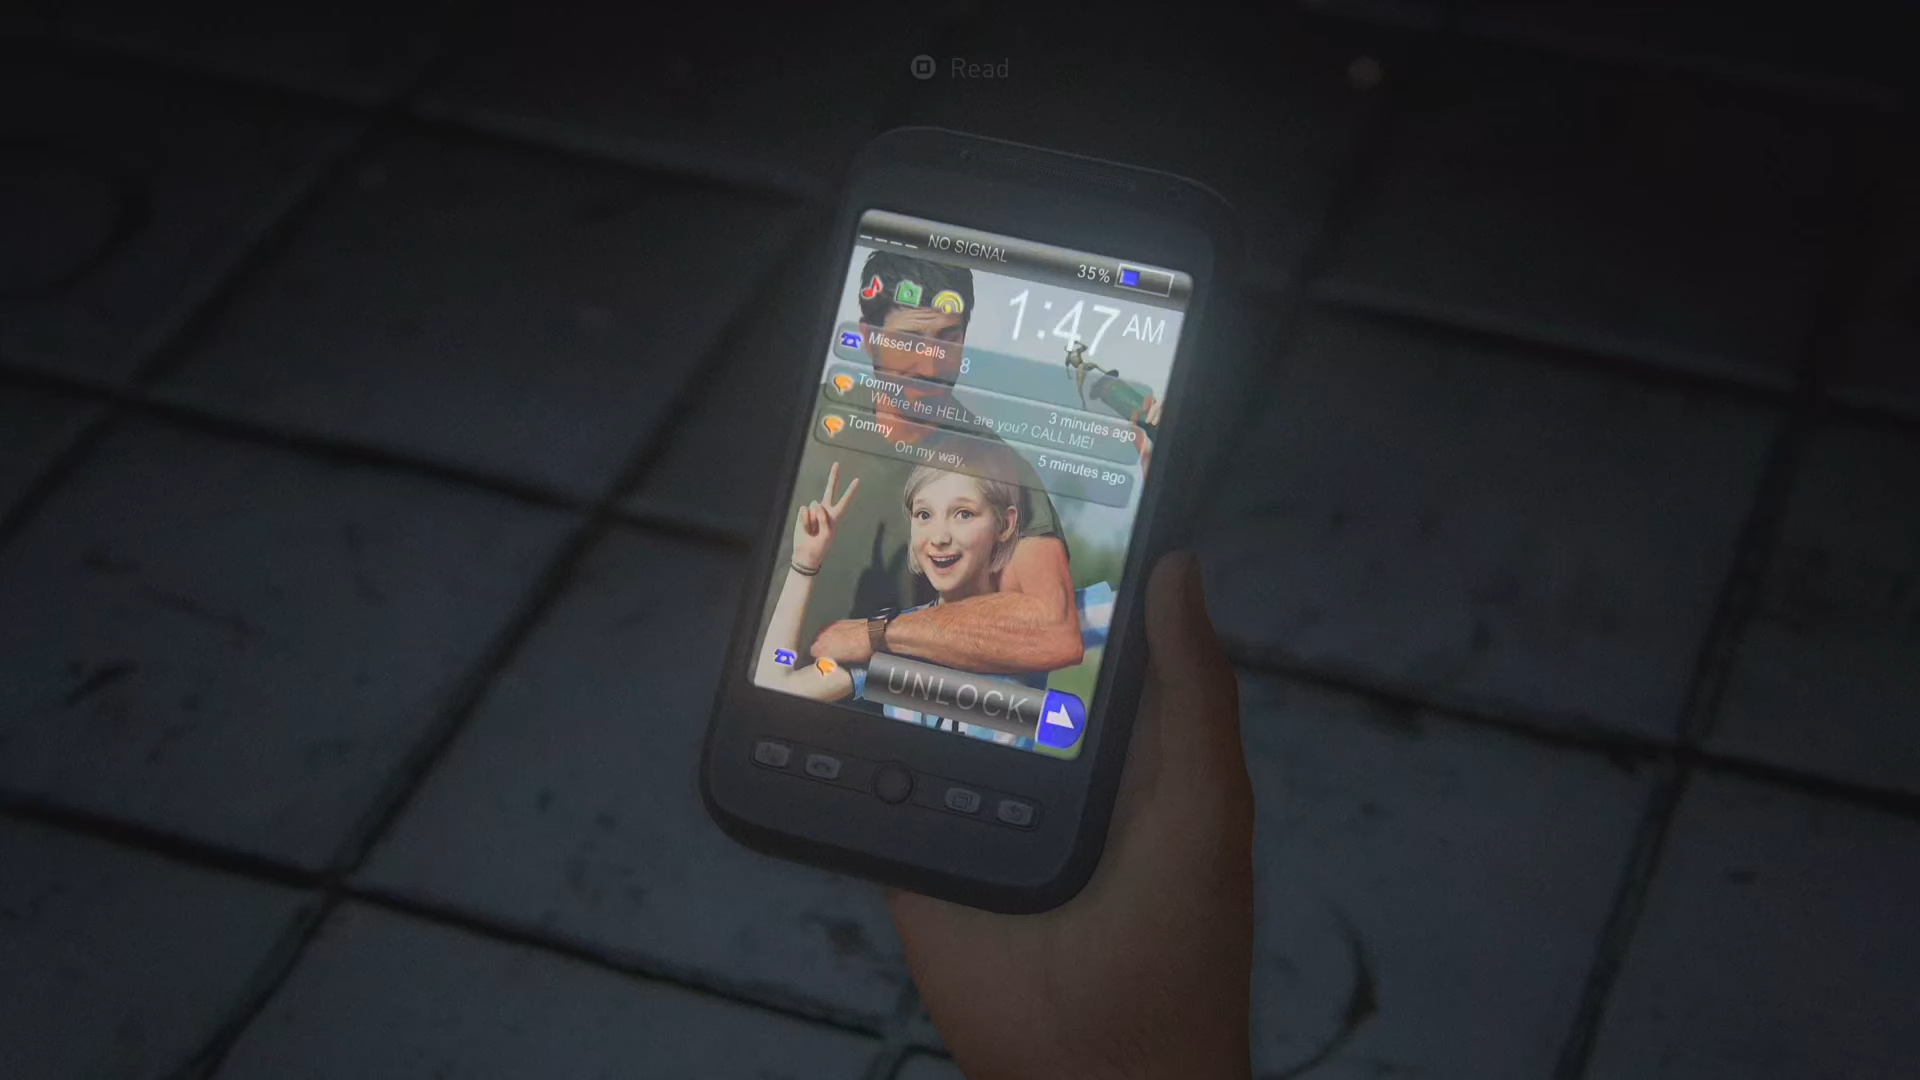 Read
NO SIGNAL
35%
1:47 AM
Missed Calls
8
Tommy
3 minutes ago
Where the HELL are you? CALL ME!
Tommy
5 minutes ago
On my way,
UNLOCK